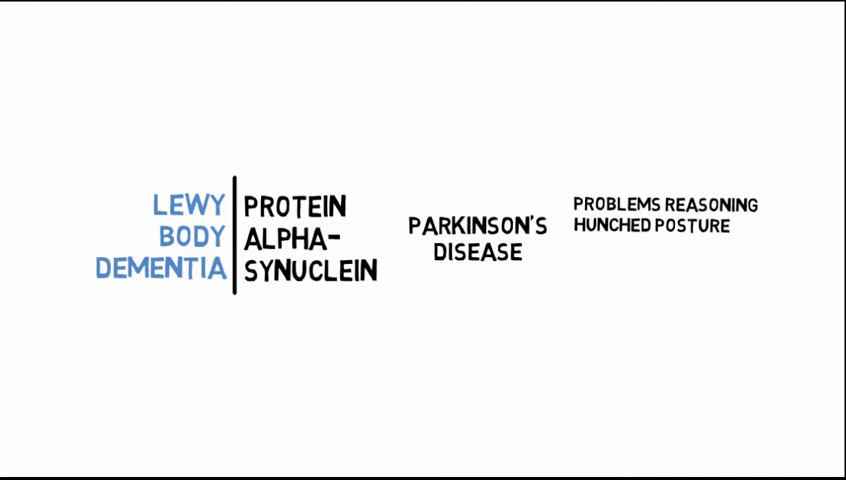 LEWY
BODY
DEMENTIA
PROTEIN
ALPHA-
SYNUCLEIN
PARKINSON'S
DISEASE
PROBLEMS REASONING
HUNCHED POSTURE